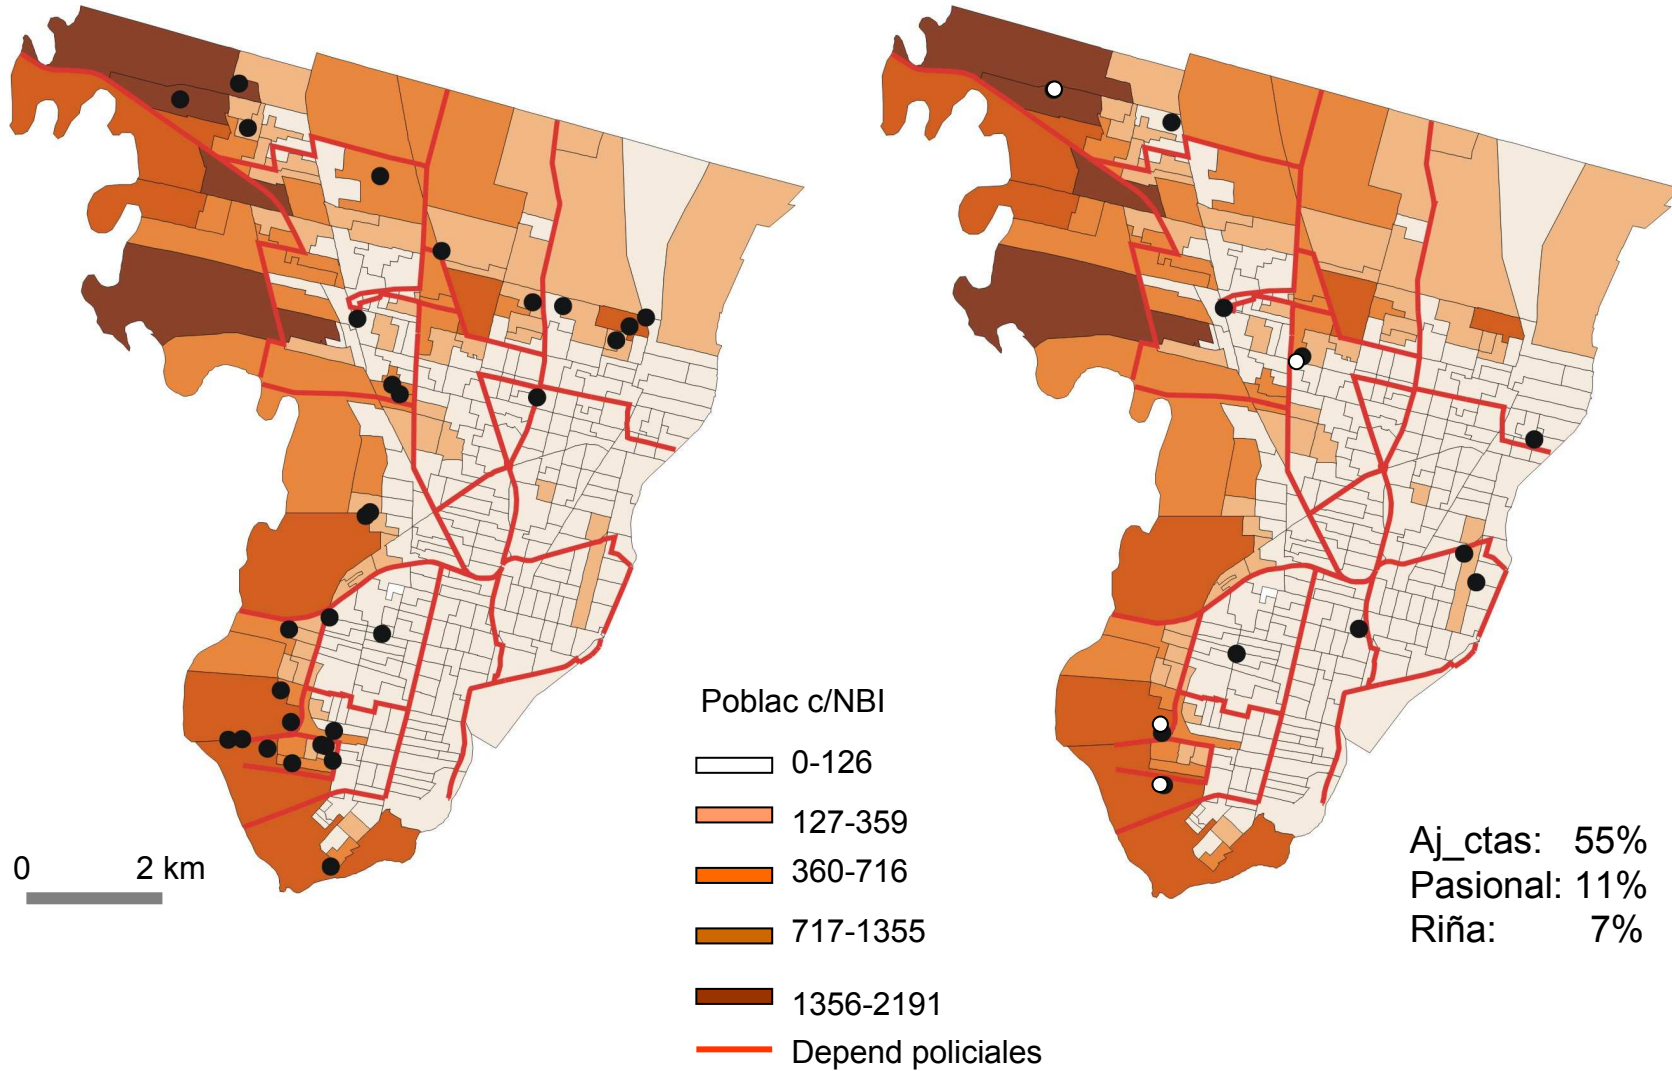 Poblac c/NBI
0-126
127-359
360-716
717-1355
1356-2191
Depend policiales
0 2 km
Aj_ctas: 55%
Pasional: 11%
Riña: 7%